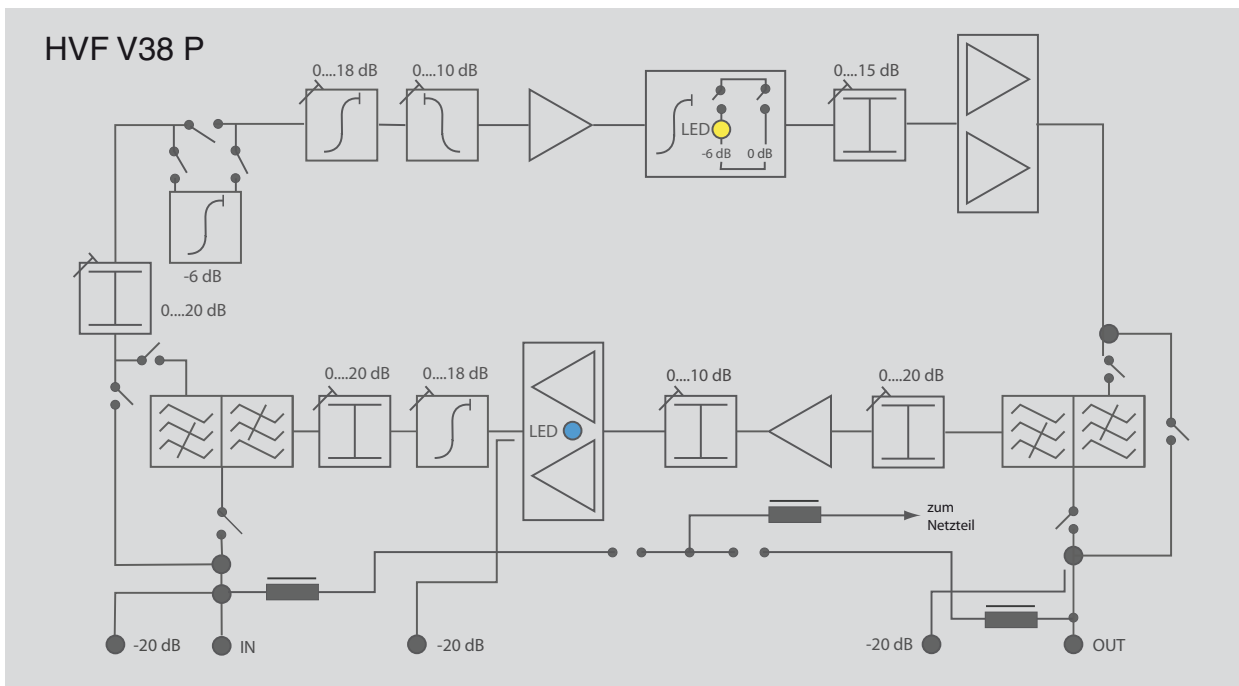 HVF V38 P
0....18 dB
0....10 dB
LED
-6 dB
0 dB
0....15 dB
-6 dB
0....20 dB
0....20 dB
0....18 dB
LED
0....10 dB
0....20 dB
zum
Netzteil
-20 dB
IN
-20 dB
-20 dB
OUT